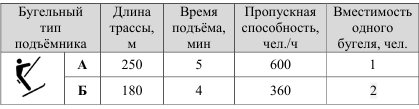 Бугельный тип подъёмника | Длина трассы, м | Время подъёма, мин | Пропускная способность, чел./ч | Вместимость одного бугеля, чел.
А | 250 | 5 | 600 | 1
Б | 180 | 4 | 360 | 2